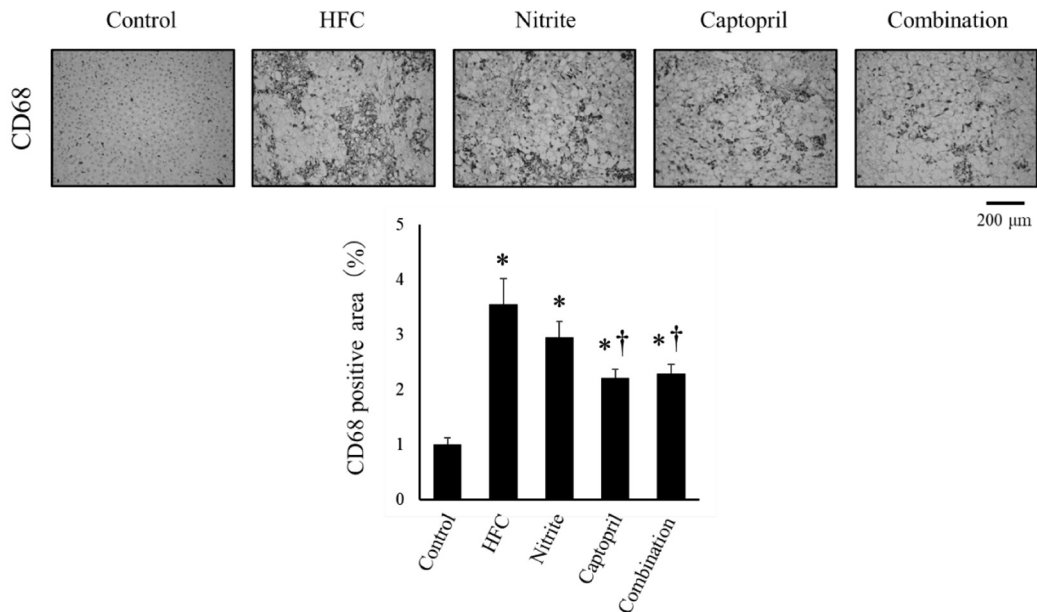 Control HFC Nitrite Captopril Combination
CD68
200 μm
CD68 positive area (%)
5
4
3
2
1
0
*
*
*†
*†
Control
HFC
Nitrite
Captopril
Combination